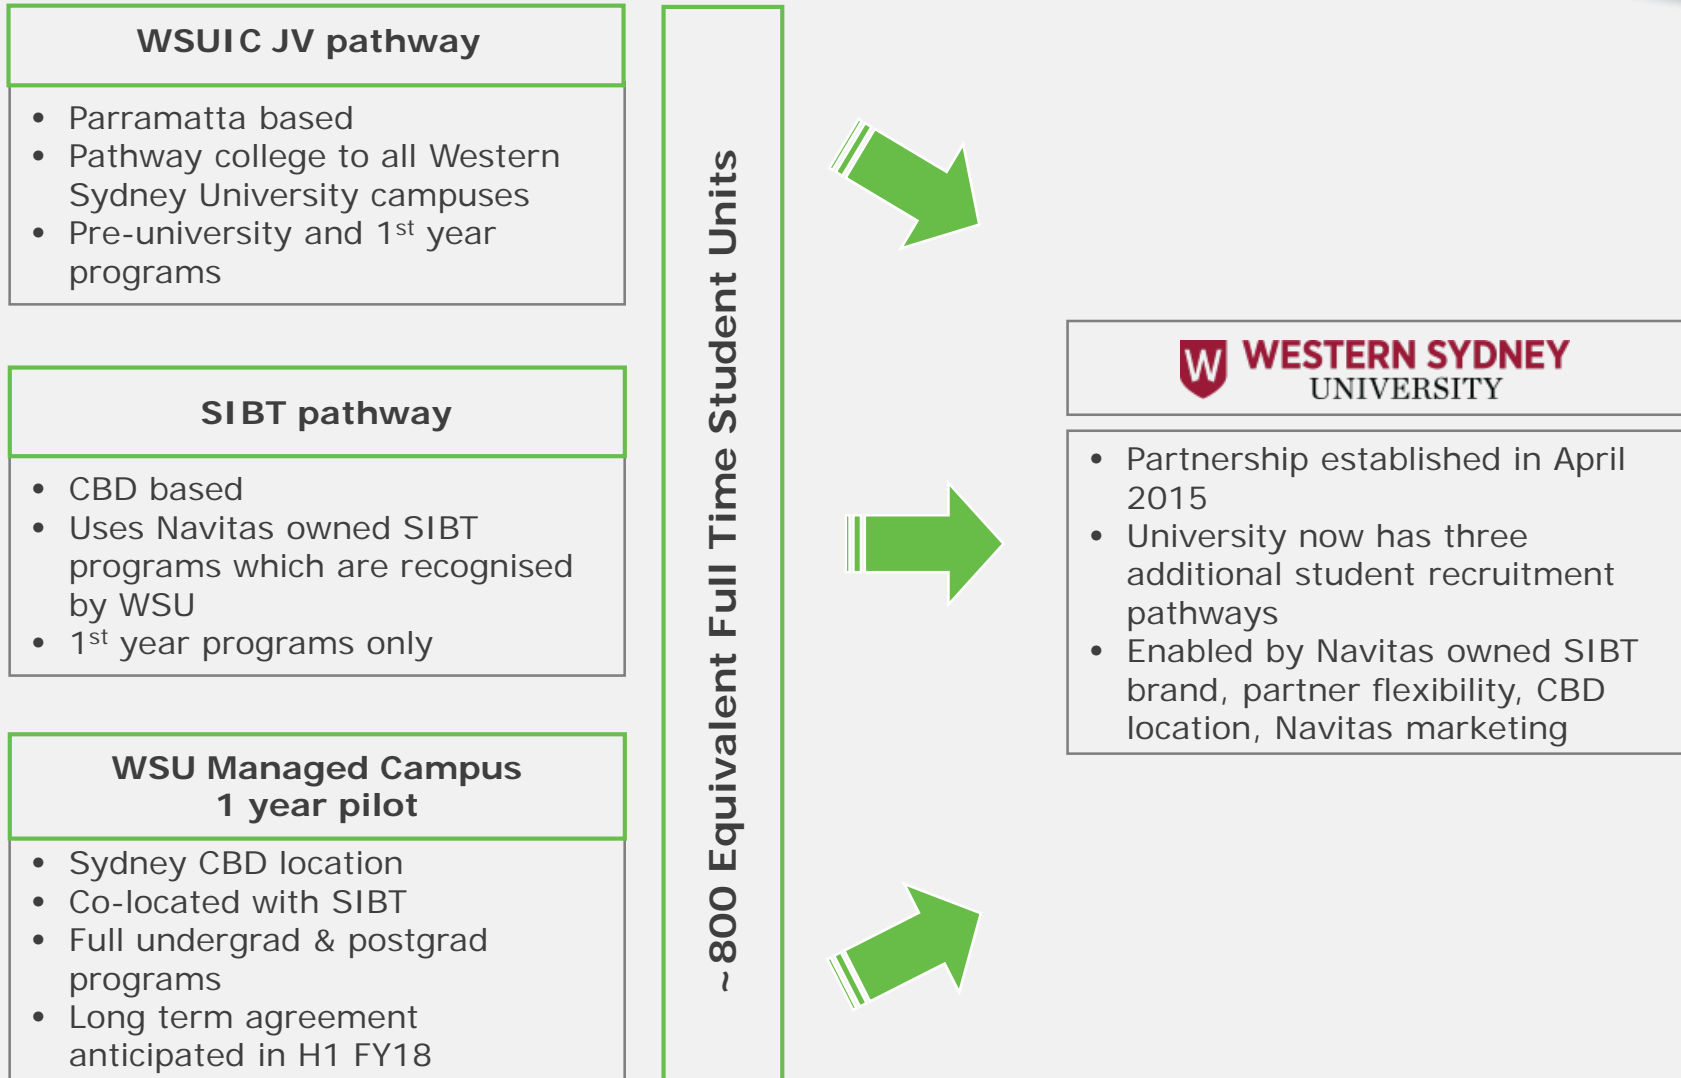 WSUIC JV pathway
• Parramatta based
• Pathway college to all Western
Sydney University campuses
• Pre-university and 1st year
programs
SIBT pathway
• CBD based
• Uses Navitas owned SIBT
programs which are recognised
by WSU
• 1st year programs only
WSU Managed Campus
1 year pilot
• Sydney CBD location
• Co-located with SIBT
• Full undergrad & postgrad
programs
• Long term agreement
anticipated in H1 FY18
~800 Equivalent Full Time Student Units
W WESTERN SYDNEY
UNIVERSITY
• Partnership established in April
2015
• University now has three
additional student recruitment
pathways
• Enabled by Navitas owned SIBT
brand, partner flexibility, CBD
location, Navitas marketing